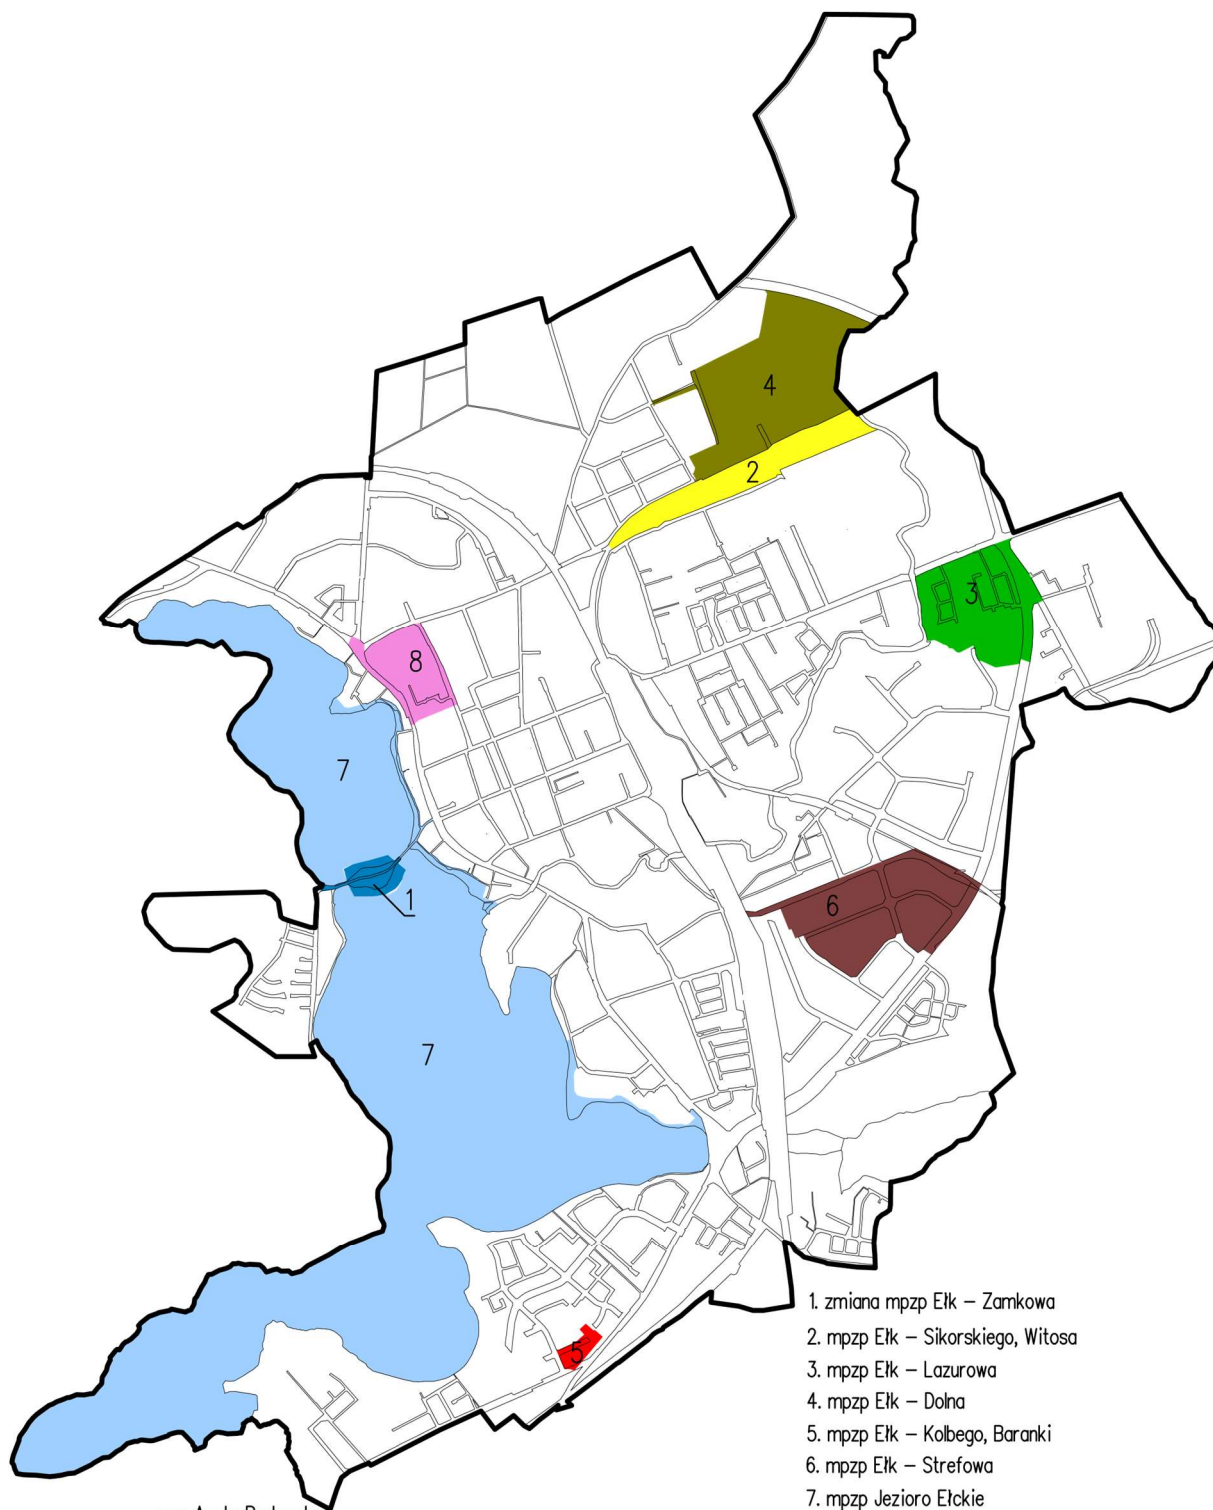 4
2
3
8
7
1
6
7
5
1. zmiana mpzp Ełk – Zamkowa
2. mpzp Ełk – Sikorskiego, Witosa
3. mpzp Ełk – Lazurowa
4. mpzp Ełk – Dolna
5. mpzp Ełk – Kolbego, Baranki
6. mpzp Ełk – Strefowa
7. mpzp Jezioro Ełckie